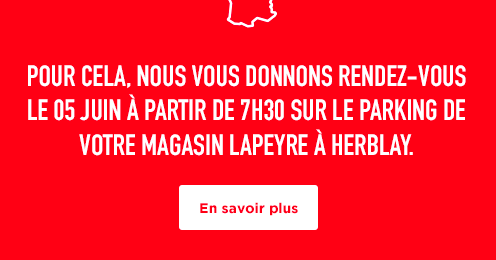 POUR CELA, NOUS VOUS DONNONS RENDEZ-VOUS
LE 05 JUIN À PARTIR DE 7H30 SUR LE PARKING DE
VOTRE MAGASIN LAPEYRE À HERBLAY.
En savoir plus